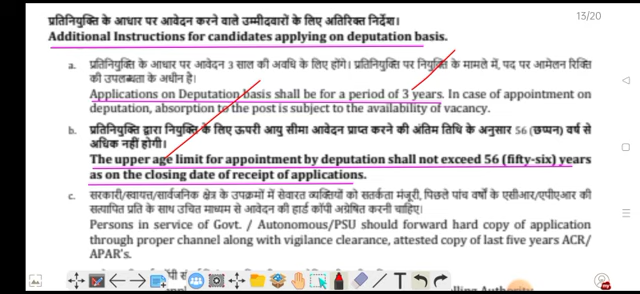 प्रतिनियुक्ति के आधार पर आवेदन करने वाले उम्मीदवारों के लिए अतिरिक्त निर्देश।
13/20
Additional Instructions for candidates applying on deputation basis.
a. प्रतिनियुक्ति के आधार पर आवेदन 3 साल की अवधि के लिए होंगे। प्रतिनियुक्ति पर नियुक्ति के मामले में, पद पर आमेलन रिक्ति
की उपलब्धता के अधीन है।
Applications on Deputation basis shall be for a period of 3 years. In case of appointment on
deputation, absorption to the post is subject to the availability of vacancy.
b. प्रतिनियुक्ति द्वारा नियुक्ति के लिए ऊपरी आयु सीमा आवेदन प्राप्त करने की अंतिम तिथि के अनुसार 56 (छप्पन) वर्ष से
अधिक नहीं होगी।
The upper age limit for appointment by deputation shall not exceed 56 (fifty-six) years
as on the closing date of receipt of applications.
c. सरकारी/स्वायत्त/सार्वजनिक क्षेत्र के उपक्रमों में सेवारत व्यक्तियों को सतर्कता मंजूरी, पिछले पांच वर्षों के एसीआर/एपीएआर की
सत्यापित प्रति के साथ उचित माध्यम से आवेदन की हार्ड कॉपी अग्रेषित करनी चाहिए।
Persons in service of Govt. / Autonomous/PSU should forward hard copy of application
through proper channel along with vigilance clearance, attested copy of last five years ACR/
APAR's.
T